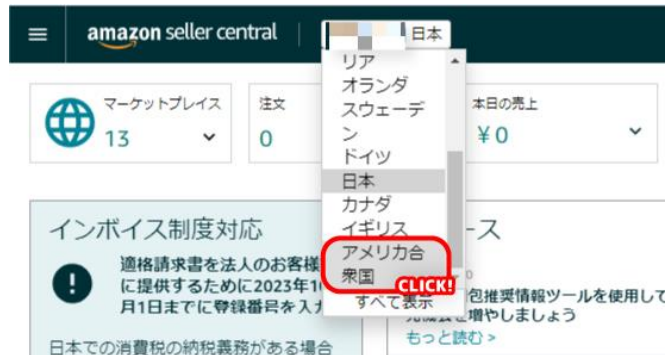 amazon seller central
日本
リア
オランダ
スウェーデ
ン
ドイツ
日本
カナダ
イギリス
アメリカ合
衆国
すべて表示
CLICK!
マーケットプレイス
13
注文
0
本日の売上
¥0
インボイス制度対応
適格請求書を法人のお客様
に提供するために2023年10
月1日までに登録番号を入力
日本での消費税の納税義務がある場合
ース
包推奨情報ツールを使用して
増やしましょう
もっと読む >